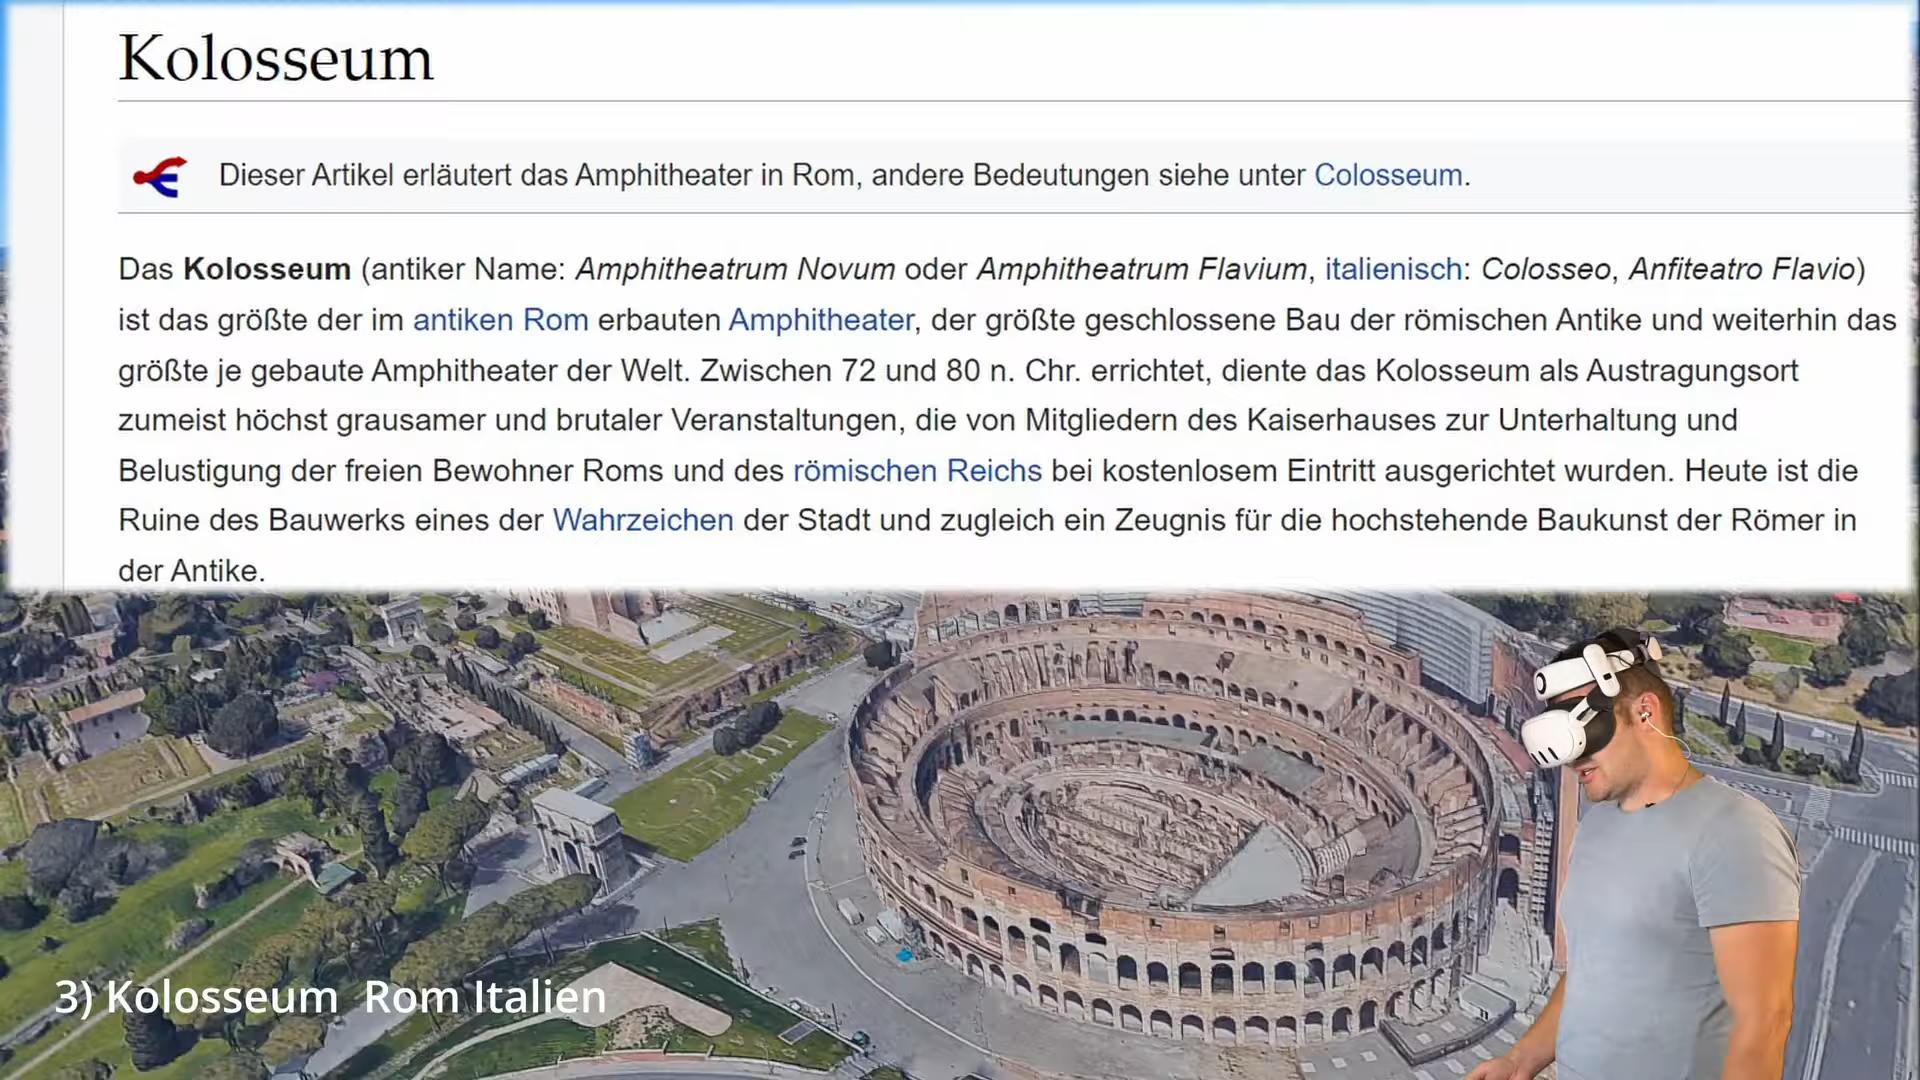 Kolosseum
Dieser Artikel erläutert das Amphitheater in Rom, andere Bedeutungen siehe unter Colosseum.
Das Kolosseum (antiker Name: Amphitheatrum Novum oder Amphitheatrum Flavium, italienisch: Colosseo, Anfiteatro Flavio)
ist das größte der im antiken Rom erbauten Amphitheater, der größte geschlossene Bau der römischen Antike und weiterhin das
größte je gebaute Amphitheater der Welt. Zwischen 72 und 80 n. Chr. errichtet, diente das Kolosseum als Austragungsort
zumeist höchst grausamer und brutaler Veranstaltungen, die von Mitgliedern des Kaiserhauses zur Unterhaltung und
Belustigung der freien Bewohner Roms und des römischen Reichs bei kostenlosem Eintritt ausgerichtet wurden. Heute ist die
Ruine des Bauwerks eines der Wahrzeichen der Stadt und zugleich ein Zeugnis für die hochstehende Baukunst der Römer in
der Antike.
3) Kolosseum Rom Italien